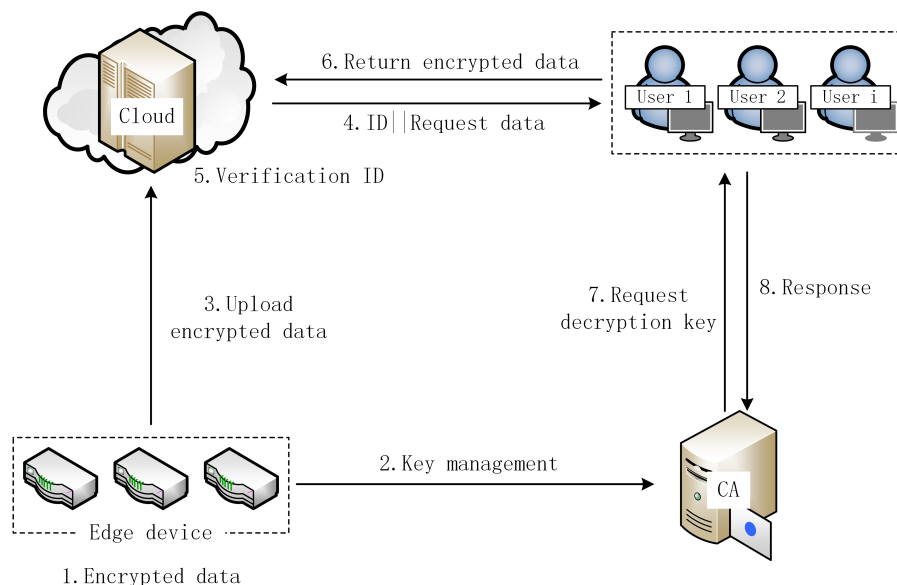 6.Return encrypted data
User 1
User 2
User i
Cloud
4.ID||Request data
5.Verification ID
3.Upload
encrypted data
7.Request
decryption key
8.Response
2.Key management
CA
Edge device
1.Encrypted data